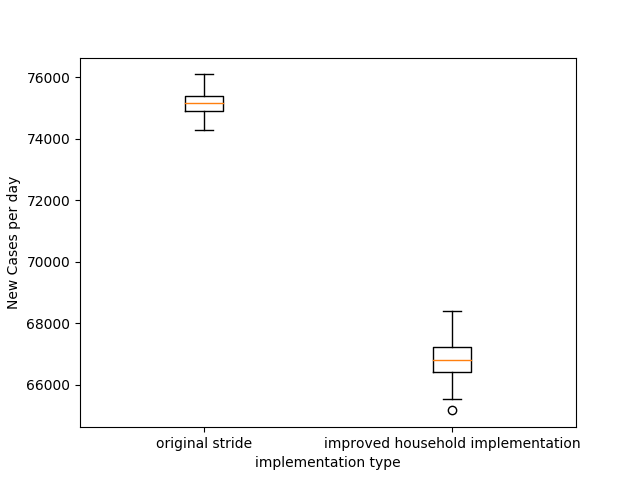 76000
74000
72000
70000
68000
66000
New Cases per day
original stride
improved household implementation
implementation type